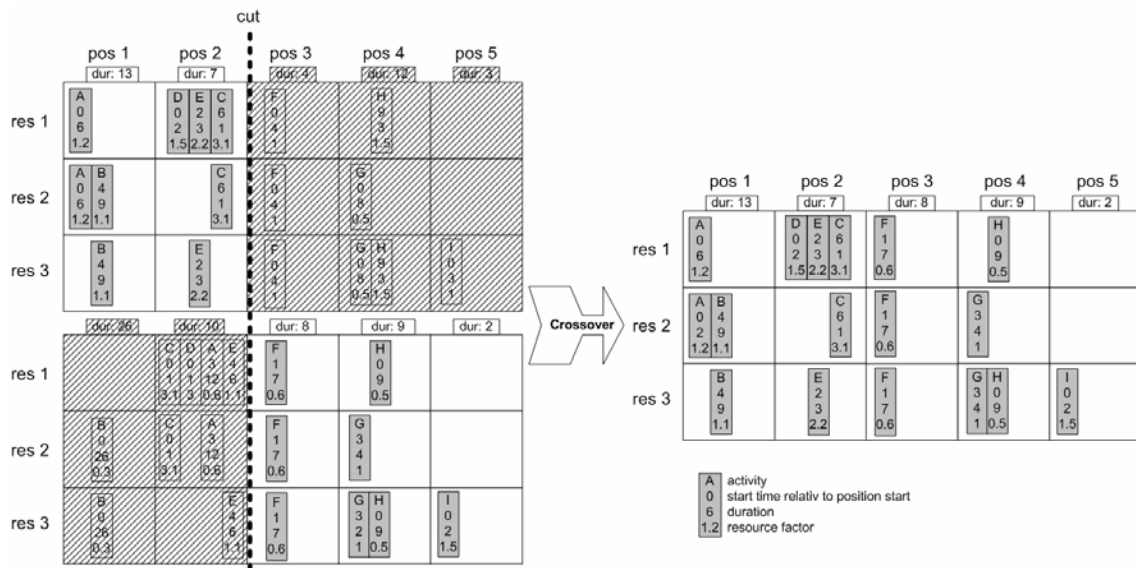 cut
pos 1 pos 2 pos 3 pos 4 pos 5
dur: 13 dur: 7 dur: 4 dur: 12 dur: 3
res 1
A D E C F H
0 0 2 6 0 9
6 2 3 1 4 3
1.2 1.5 2.2 3.1 1 1.5
res 2
A B C F G
0 4 6 0 0
6 9 1 4 8
1.2 1.1 3.1 1 0.5
res 3
B E F G H I
4 2 0 0 9 0
9 3 4 8 3 3
1.1 2.2 1 0.5 1.5 1
dur: 26 dur: 10 dur: 8 dur: 9 dur: 2
res 1
C D A E F H
0 0 3 4 1 0
1 1 12 6 7 9
3.1 3 0.6 1.1 0.6 0.5
res 2
B C A F G
0 0 3 1 3
26 1 12 7 4
0.3 3.1 0.6 0.6 1
res 3
B E F G H I
0 4 1 3 0 0
26 6 7 2 9 2
0.3 1.1 0.6 1 0.5 1.5
Crossover
pos 1 pos 2 pos 3 pos 4 pos 5
dur: 13 dur: 7 dur: 8 dur: 9 dur: 2
res 1
A D E C F H
0 0 2 6 1 0
6 2 3 1 7 9
1.2 1.5 2.2 3.1 0.6 0.5
res 2
A B C F G
0 4 6 1 3
2 9 1 7 4
1.2 1.1 3.1 0.6 1
res 3
B E F G H I
4 2 1 3 0 0
9 3 7 4 9 2
1.1 2.2 0.6 1 0.5 1.5
A activity
0 start time relativ to position start
6 duration
1.2 resource factor